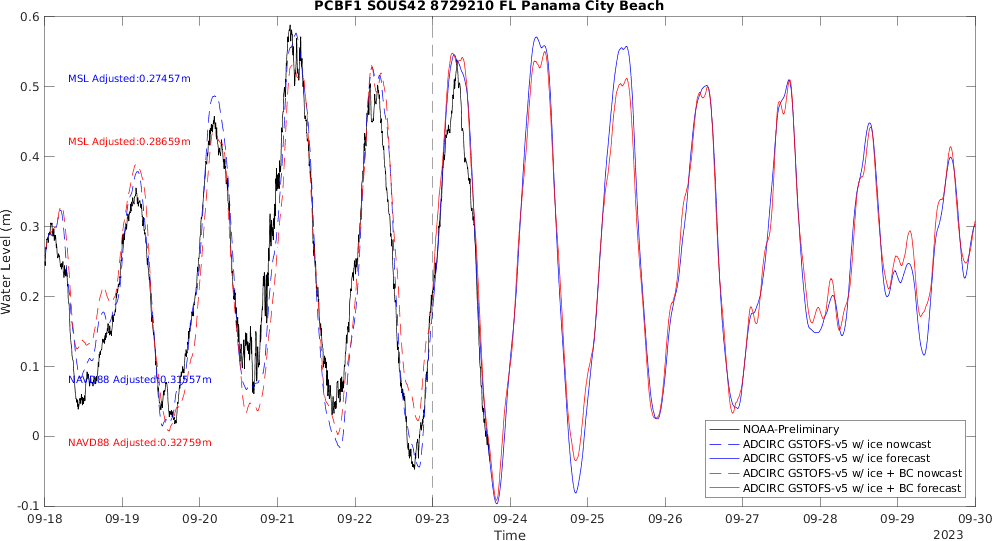 PCBF1 SOUS42 8729210 FL Panama City Beach
0.6
0.5
0.4
0.3
0.2
0.1
0
-0.1
Water Level (m)
MSL Adjusted:0.27457m
MSL Adjusted:0.28659m
NAVD88 Adjusted:0.31557m
NAVD88 Adjusted:0.32759m
NOAA-Preliminary
ADCIRC GSTOFS-v5 w/ ice nowcast
ADCIRC GSTOFS-v5 w/ ice forecast
ADCIRC GSTOFS-v5 w/ ice + BC nowcast
ADCIRC GSTOFS-v5 w/ ice + BC forecast
09-18 09-19 09-20 09-21 09-22 09-23 09-24 09-25 09-26 09-27 09-28 09-29 09-30
Time
2023